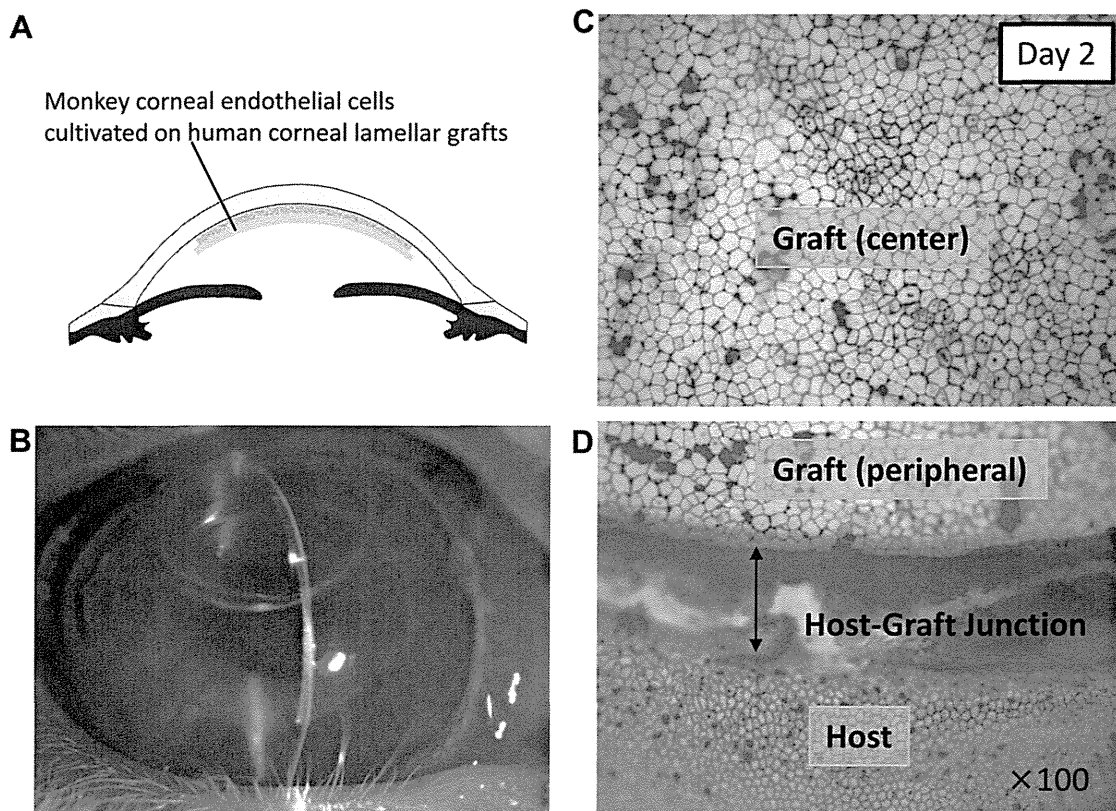 A
Monkey corneal endothelial cells
cultivated on human corneal lamellar grafts
B
C
Day 2
Graft (center)
D
Graft (peripheral)
Host-Graft Junction
Host
×100